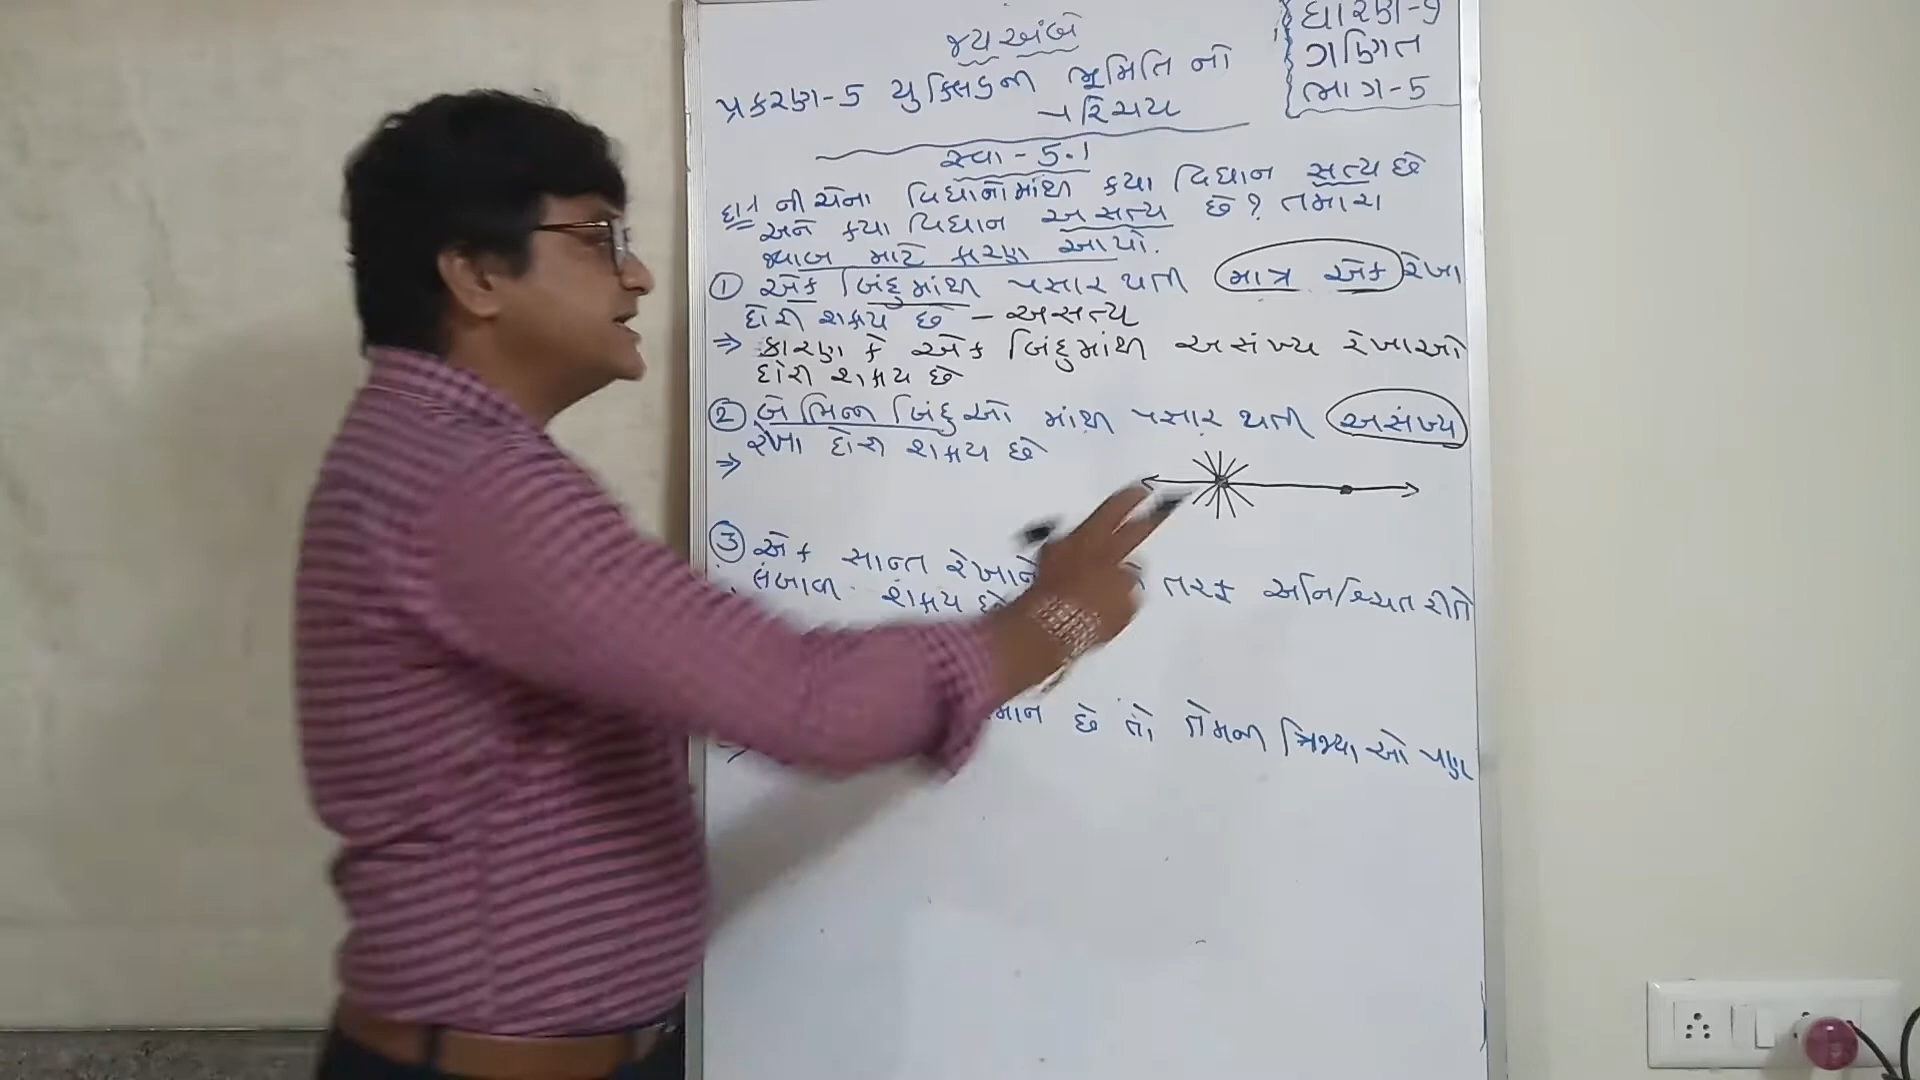 જય અંબે
ધોરણ-9
ગણિત
ભાગ-5
પ્રકરણ-5 યુક્લિડની ભૂમિતિનો
પરિચય
સ્વા-5.1
દા.1 નીચેના વિધાનોમાંથી કયા વિધાન સત્ય છે
અને કયા વિધાન અસત્ય છે? તમારા
જવાબ માટે કારણ આપો.
① એક બિંદુમાંથી પસાર થતી માત્ર એક રેખા
દોરી શકાય છે - અસત્ય
⇒ કારણ કે એક બિંદુમાંથી અસંખ્ય રેખાઓ
દોરી શકાય છે
② બે ભિન્ન બિંદુઓ માંથી પસાર થતી અસંખ્ય
રેખા દોરી શકાય છે
⇒
③ એક સાન્ત રેખાને તરફ અનિશ્ચિત રીતે
લંબાવી શકાય છે
છે તો તેમની ત્રિજ્યાઓ પણ